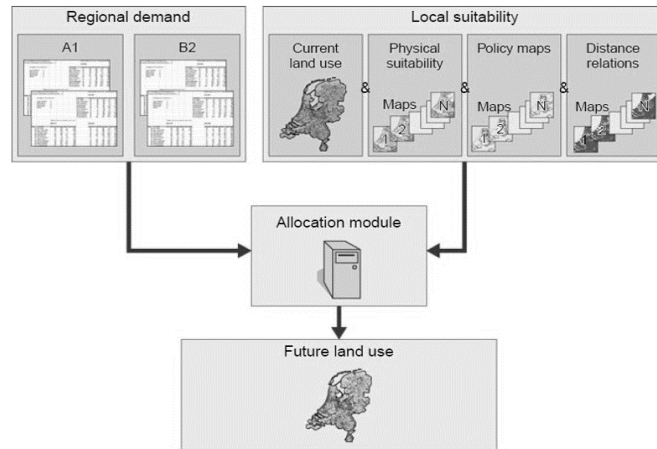 Regional demand
A1
B2
Local suitability
Current
land use
&
Physical
suitability
Maps
1
2
N
&
Policy maps
Maps
1
2
N
&
Distance
relations
Maps
1
2
N
Allocation module
Future land use